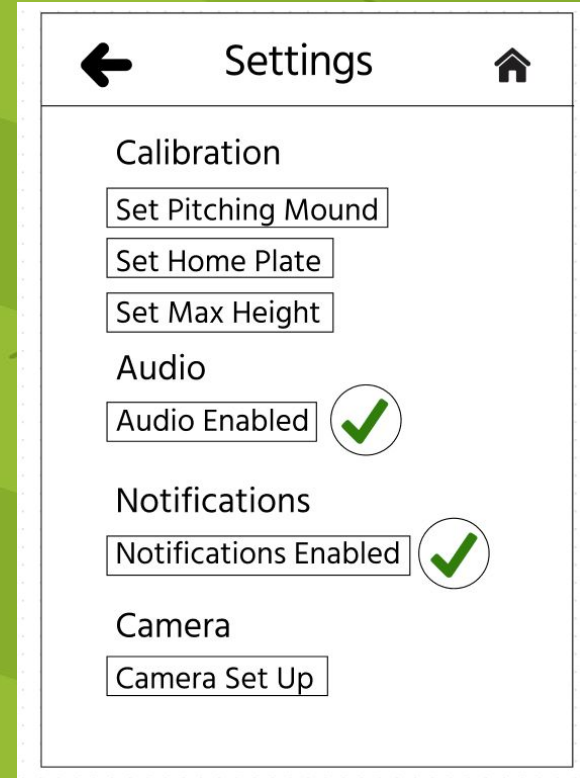 Settings
Calibration
Set Pitching Mound
Set Home Plate
Set Max Height
Audio
Audio Enabled
Notifications
Notifications Enabled
Camera
Camera Set Up